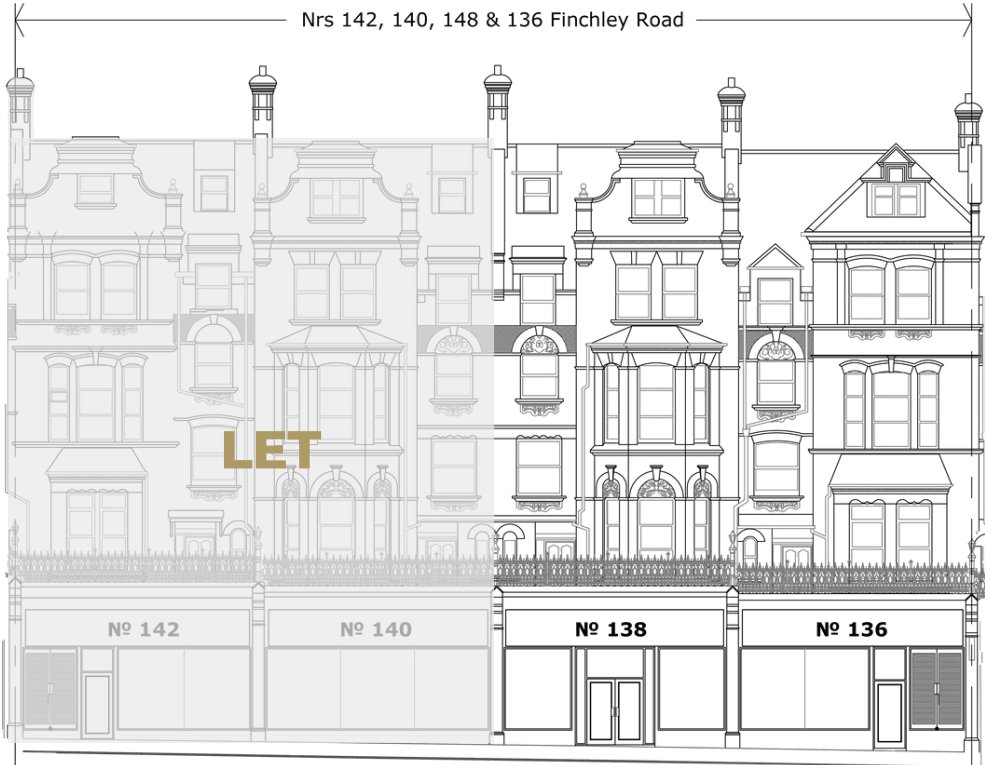 Nrs 142, 140, 148 & 136 Finchley Road
LET
Nº 142
Nº 140
Nº 138
Nº 136